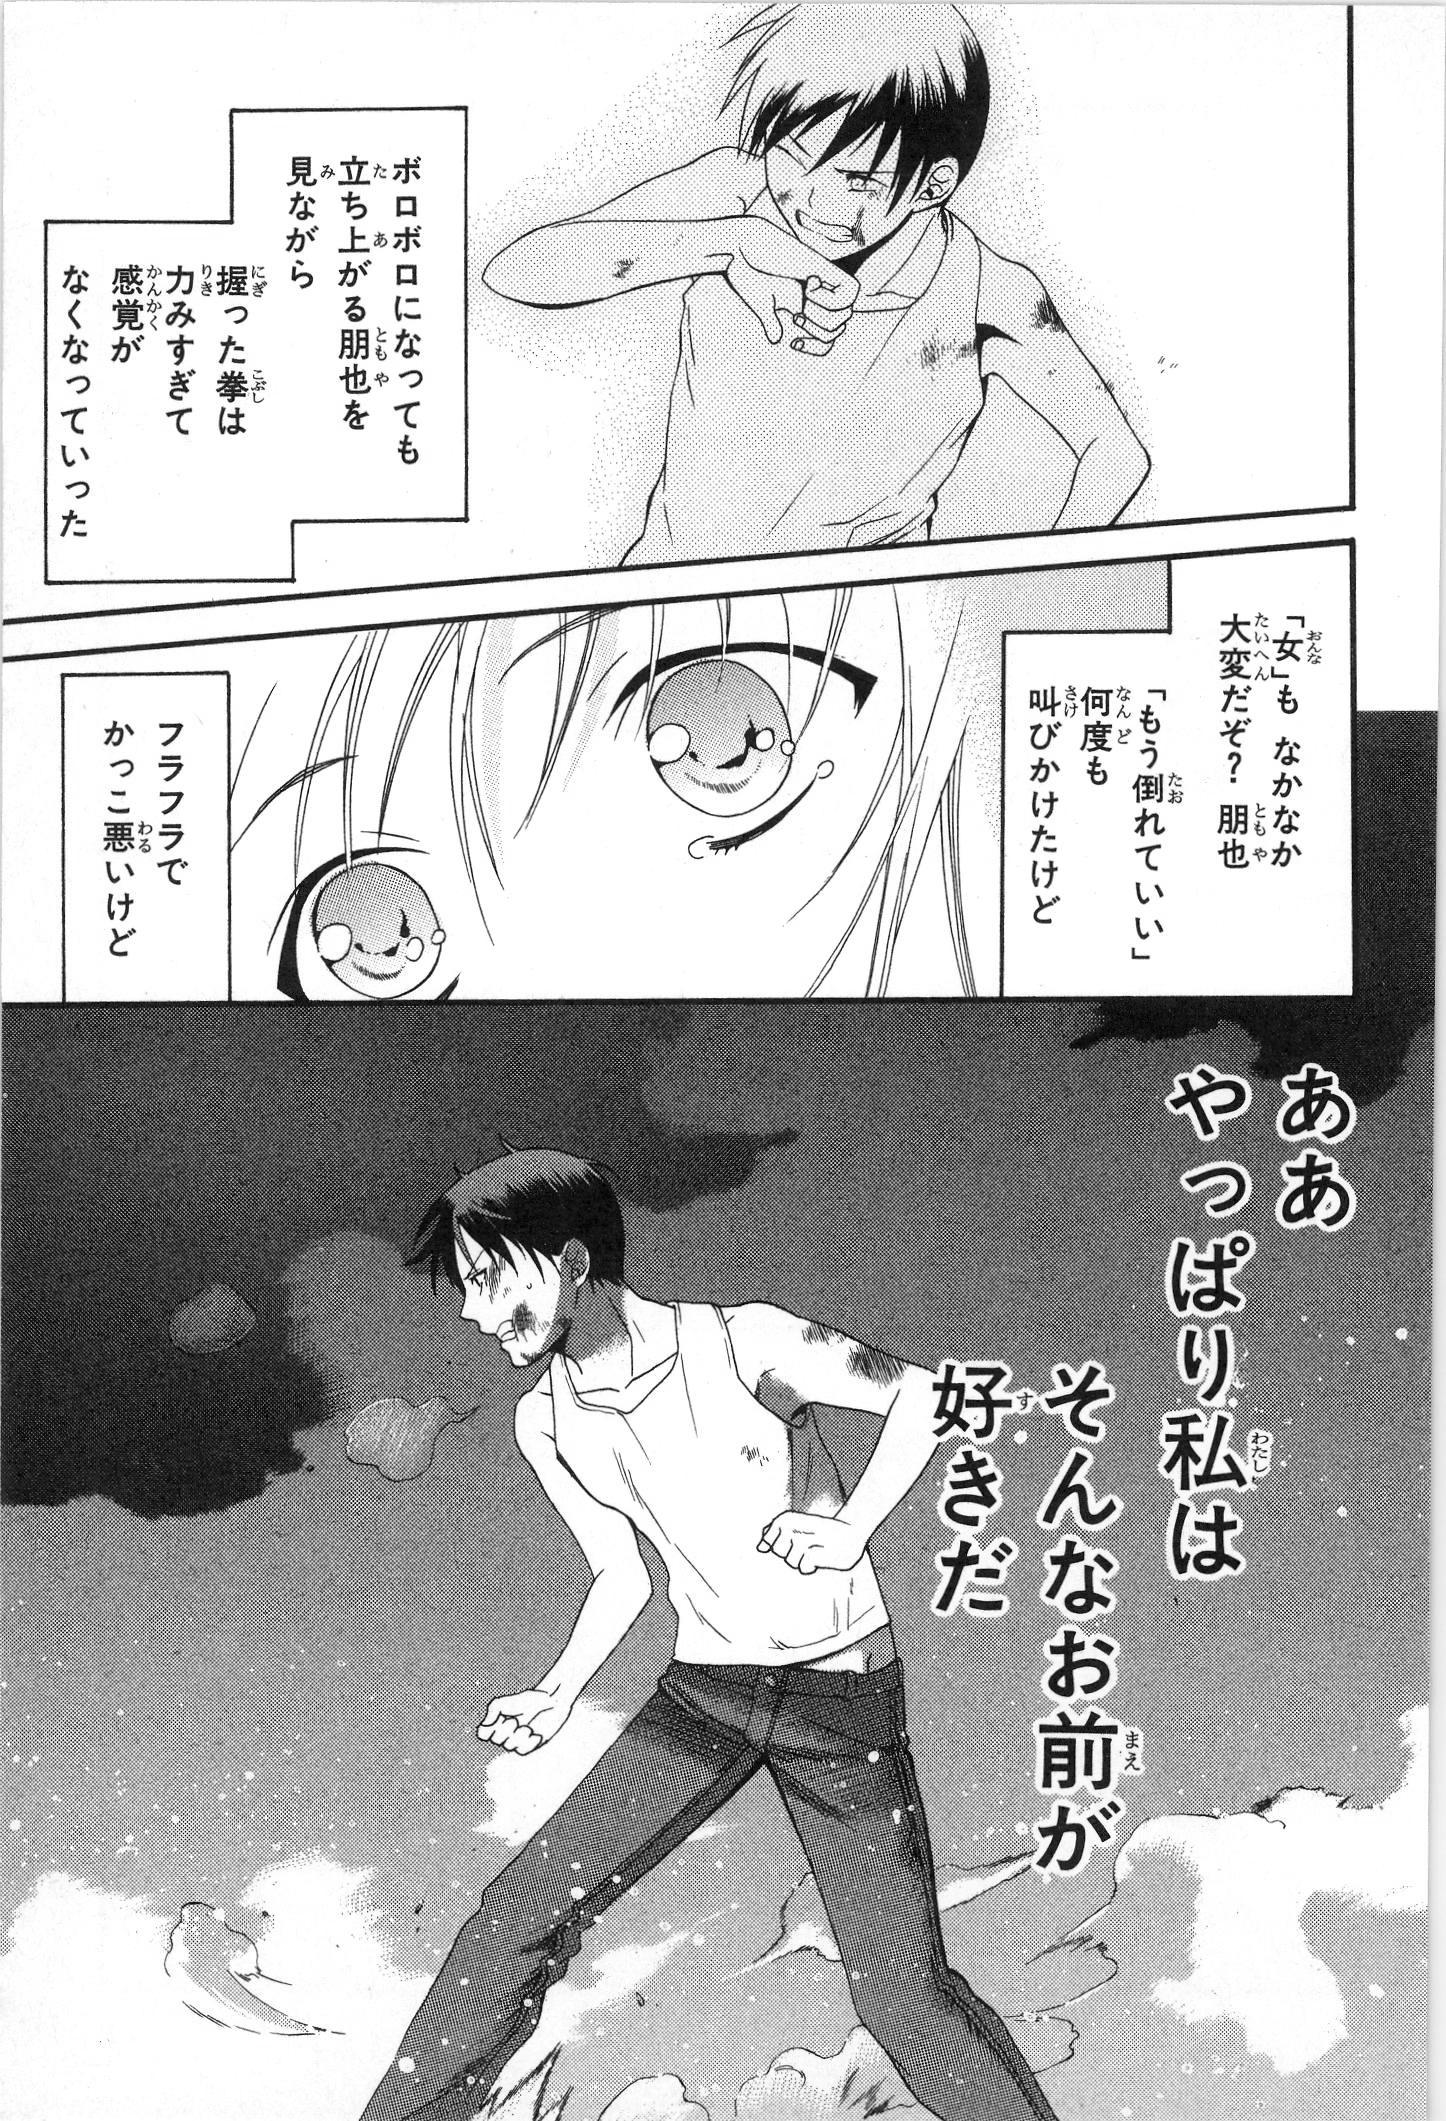 ボロボロになっても
立ち上がる朋也を
見ながら
握った拳は
力みすぎて
感覚が
なくなっていった
「女」も なかなか
大変だぞ? 朋也
「もう倒れていい」
何度も
叫びかけたけど
フラフラで
かっこ悪いけど
ああ
やっぱり私は
そんなお前が
好きだ